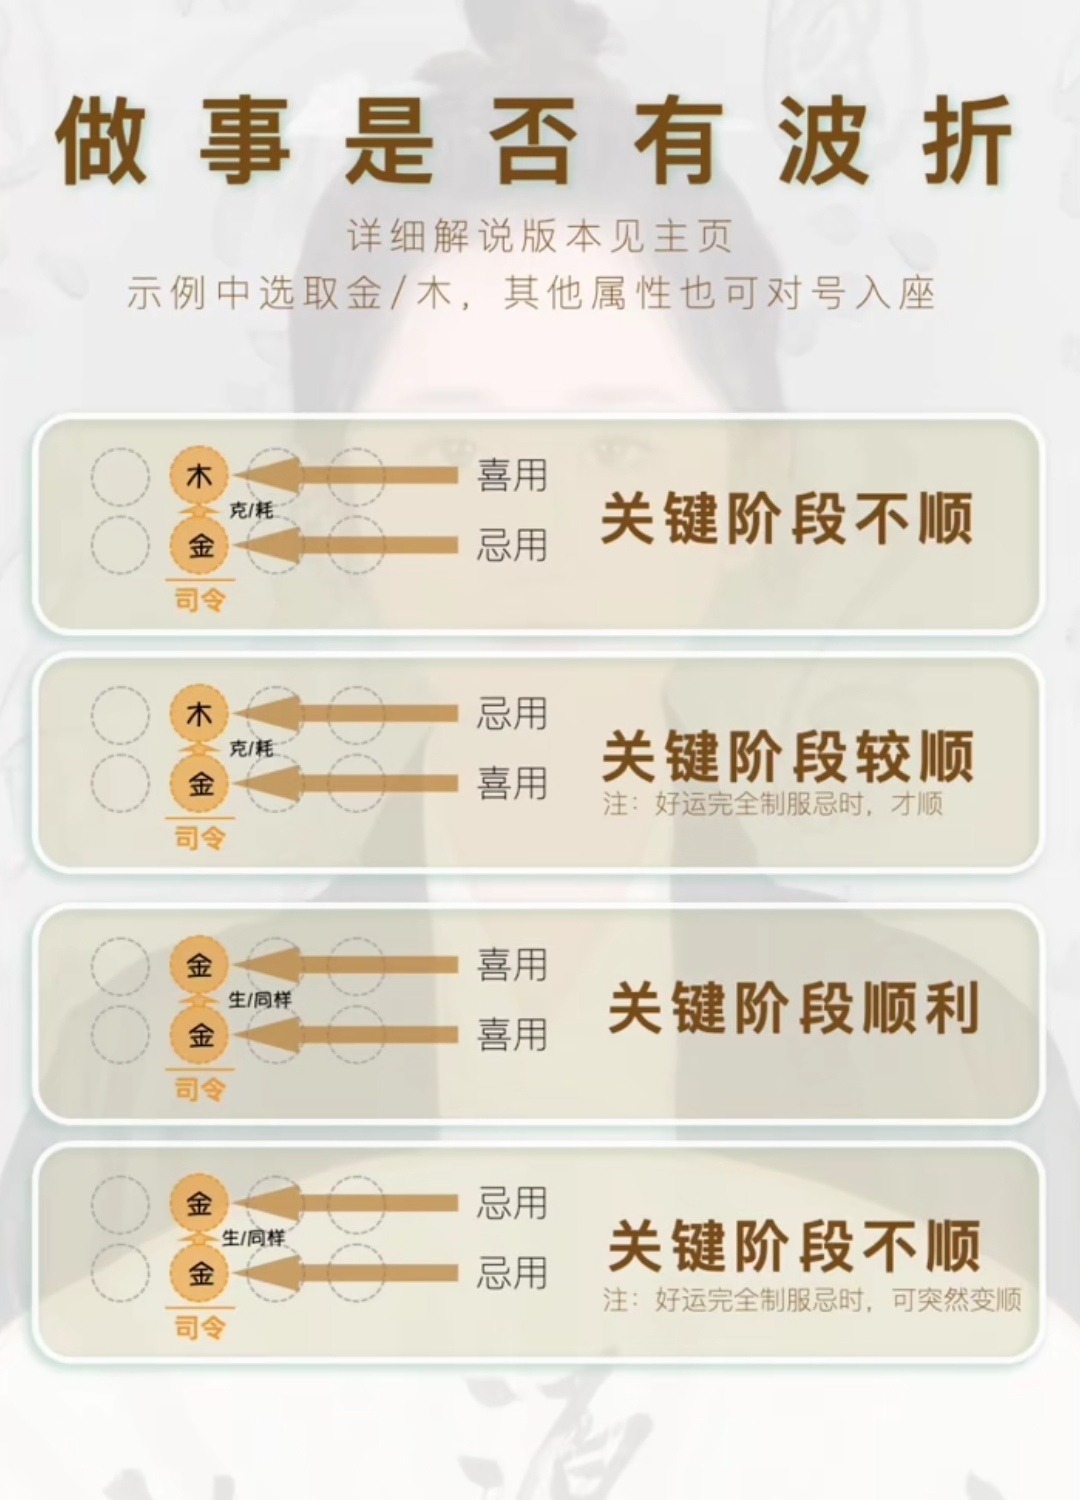 做事是否有波折
详细解说版本见主页
示例中选取金/木，其他属性也可对号入座
木 喜用
克/耗
金 忌用
司令
关键阶段不顺
木 忌用
克/耗
金 喜用
司令
关键阶段较顺
注：好运完全制服忌时，才顺
金 喜用
生/同样
金 喜用
司令
关键阶段顺利
金 忌用
生/同样
金 忌用
司令
关键阶段不顺
注：好运完全制服忌时，可突然变顺